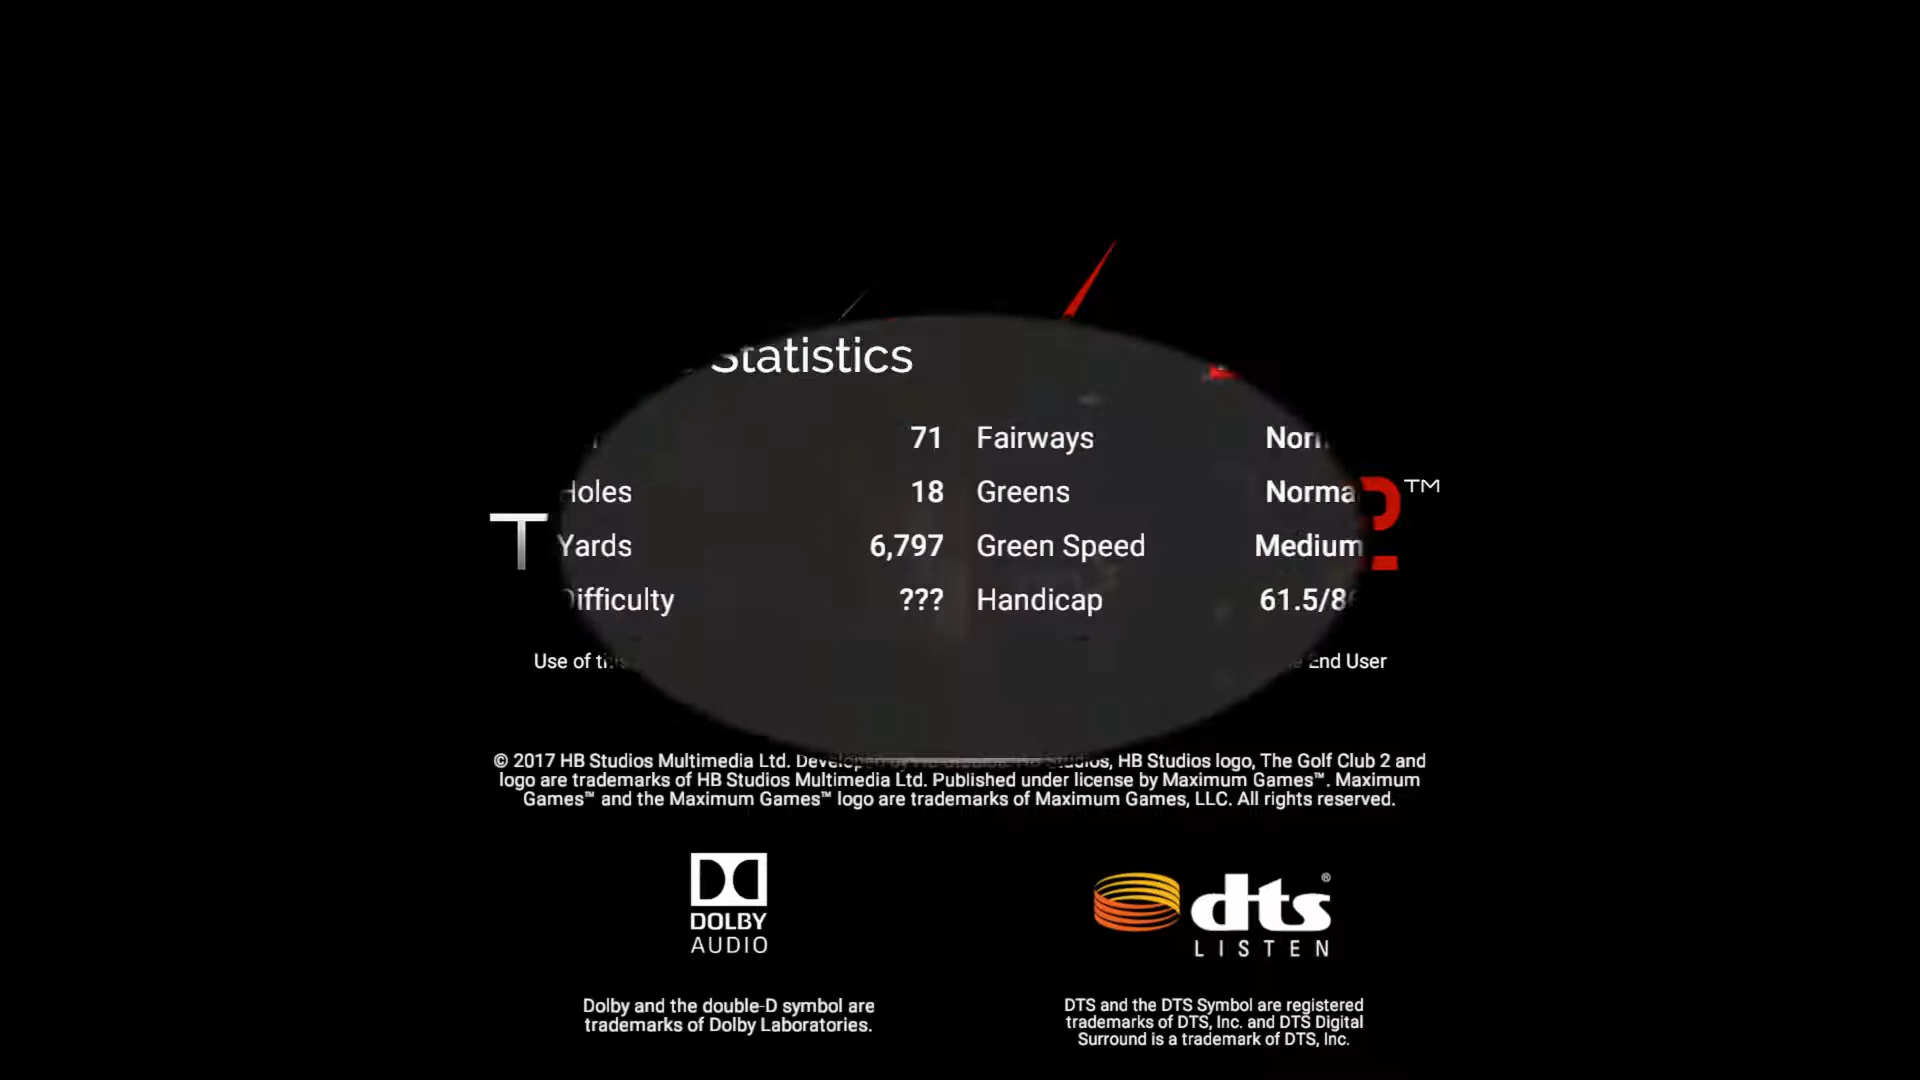 Statistics
71 Fairways
Holes 18 Greens
T 2™
Yards 6,797 Green Speed Medium
Difficulty ??? Handicap
Use of End User
© 2017 HB Studios Multimedia Ltd. Studios, HB Studios logo, The Golf Club 2 and
logo are trademarks of HB Studios Multimedia Ltd. Published under license by Maximum Games™. Maximum
Games™ and the Maximum Games™ logo are trademarks of Maximum Games, LLC. All rights reserved.
DOLBY
AUDIO
dts®
LISTEN
Dolby and the double-D symbol are
trademarks of Dolby Laboratories.
DTS and the DTS Symbol are registered
trademarks of DTS, Inc. and DTS Digital
Surround is a trademark of DTS, Inc.